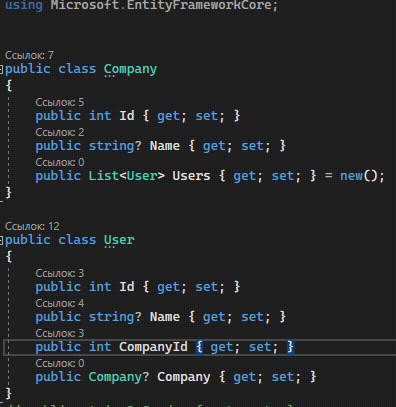 using Microsoft.EntityFrameworkCore;
Ссылок: 7
public class Company
{
Ссылок: 5
public int Id { get; set; }
Ссылок: 2
public string? Name { get; set; }
Ссылок: 0
public List<User> Users { get; set; } = new();
}
Ссылок: 12
public class User
{
Ссылок: 3
public int Id { get; set; }
Ссылок: 4
public string? Name { get; set; }
Ссылок: 3
public int CompanyId { get; set; }
Ссылок: 0
public Company? Company { get; set; }
}